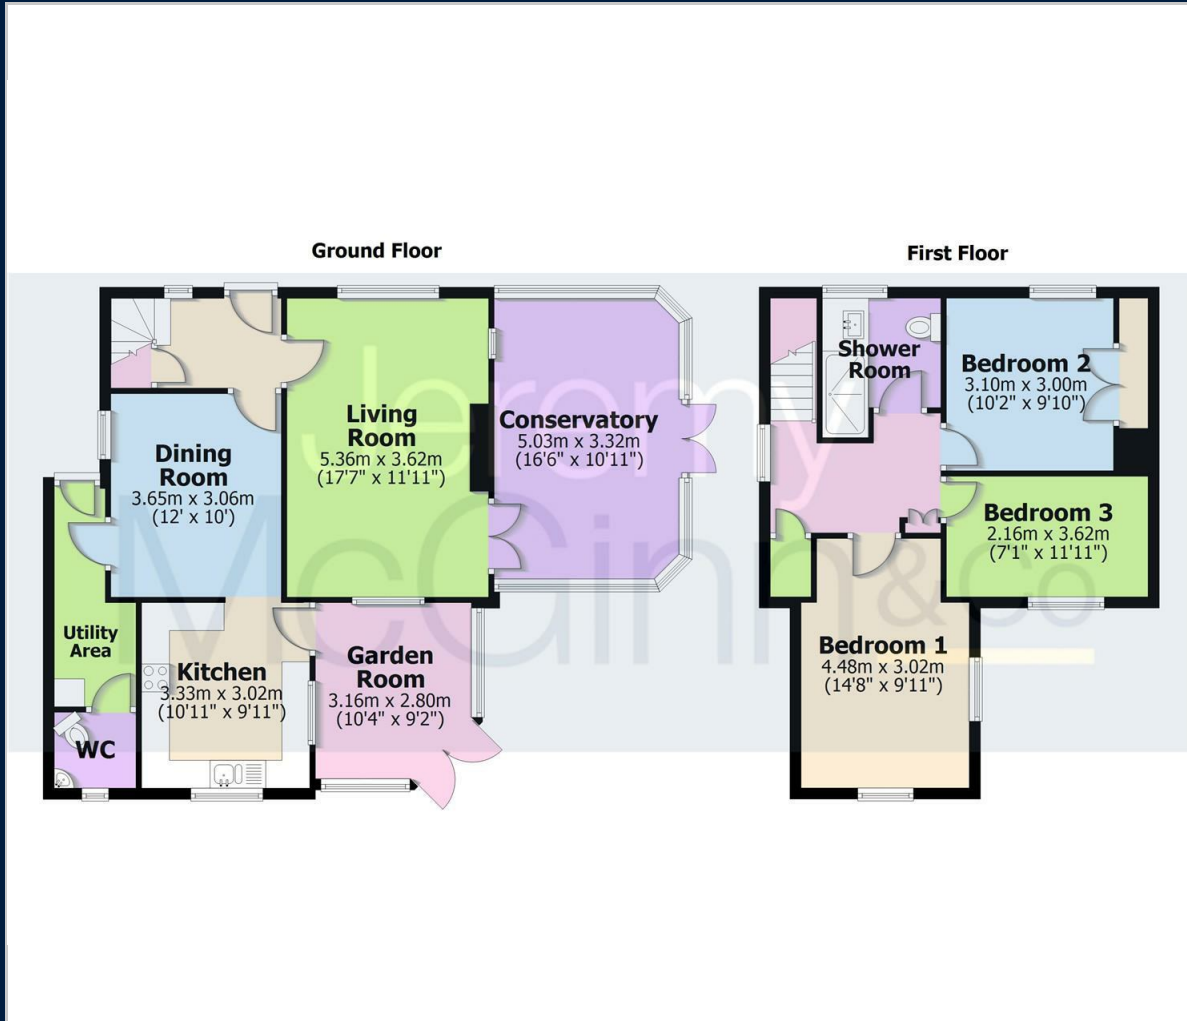 Ground Floor
First Floor
Living
Room
5.36m x 3.62m
(17'7" x 11'11")
Conservatory
5.03m x 3.32m
(16'6" x 10'11")
Dining
Room
3.65m x 3.06m
(12' x 10')
Utility
Area
Kitchen
3.33m x 3.02m
(10'11" x 9'11")
Garden
Room
3.16m x 2.80m
(10'4" x 9'2")
WC
Shower
Room
Bedroom 2
3.10m x 3.00m
(10'2" x 9'10")
Bedroom 3
2.16m x 3.62m
(7'1" x 11'11")
Bedroom 1
4.48m x 3.02m
(14'8" x 9'11")
Jeremy
McGinn & Co